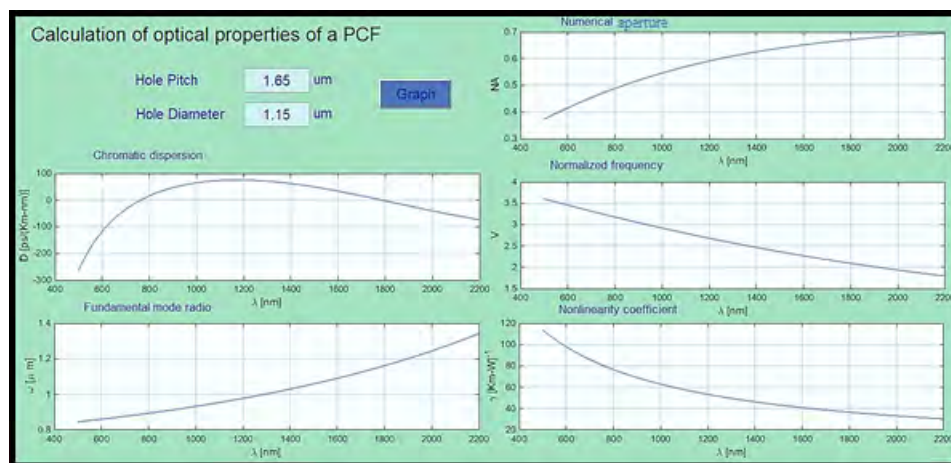 Calculation of optical properties of a PCF
Hole Pitch 1.65 um
Hole Diameter 1.15 um
Graph
Numerical aperture
NA
0.7
0.6
0.5
0.4
0.3
400 600 800 1000 1200 1400 1600 1800 2000 2200
λ [nm]
Chromatic dispersion
D [ps/(Km-nm)]
100
0
-100
-200
-300
400 600 800 1000 1200 1400 1600 1800 2000 2200
λ [nm]
Normalized frequency
V
4
3.5
3
2.5
2
1.5
400 600 800 1000 1200 1400 1600 1800 2000 2200
λ [nm]
Fundamental mode radio
ω [μ m]
1.4
1.2
1
0.8
400 600 800 1000 1200 1400 1600 1800 2000 2200
λ [nm]
Nonlinearity coefficient
γ [Km-W]⁻¹
120
100
80
60
40
20
400 600 800 1000 1200 1400 1600 1800 2000 2200
λ [nm]